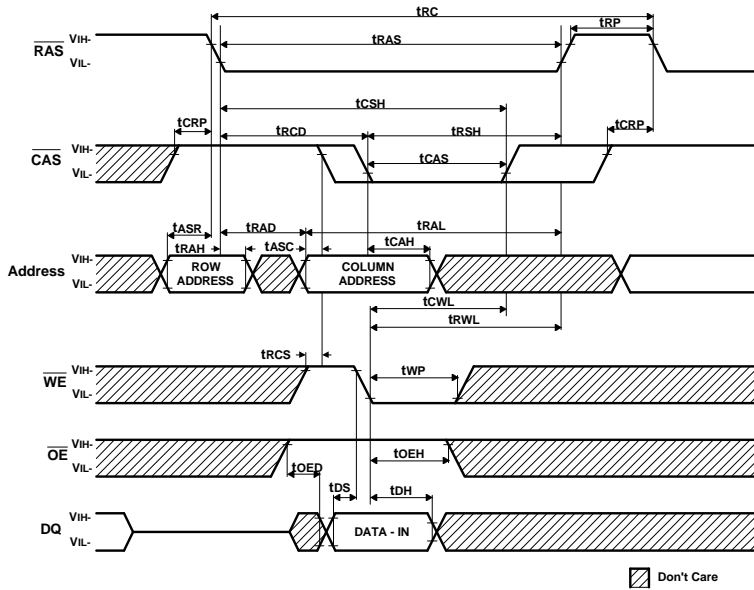 tRC
tRP
tRAS
RAS VIH-
VIL-
tCSH
tCRP
tRCD
tRSH
tCRP
tCAS
CAS VIH-
VIL-
tASR
tRAD
tRAL
tRAH
tASC
tCAH
Address VIH-
VIL-
ROW
ADDRESS
COLUMN
ADDRESS
tCWL
tRWL
tRCS
tWP
WE VIH-
VIL-
OE VIH-
VIL-
tOEH
tOED
tDS
tDH
DQ VIH-
VIL-
DATA - IN
Don't Care